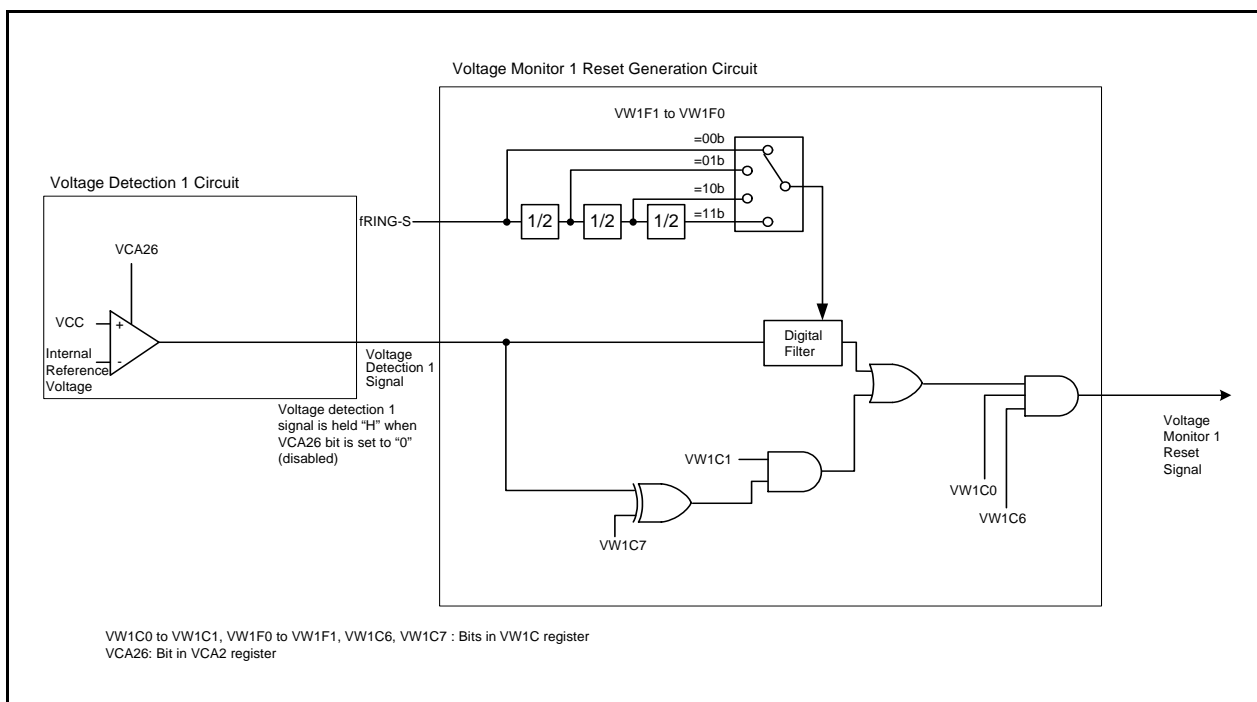 Voltage Monitor 1 Reset Generation Circuit
VW1F1 to VW1F0
=00b
=01b
=10b
=11b
Voltage Detection 1 Circuit
fRING-S
1/2
1/2
1/2
VCA26
VCC
+
Internal
Reference
Voltage
-
Voltage
Detection 1
Signal
Digital
Filter
Voltage detection 1
signal is held “H” when
VCA26 bit is set to “0”
(disabled)
VW1C1
VW1C7
VW1C0
VW1C6
Voltage
Monitor 1
Reset
Signal
VW1C0 to VW1C1, VW1F0 to VW1F1, VW1C6, VW1C7 : Bits in VW1C register
VCA26: Bit in VCA2 register